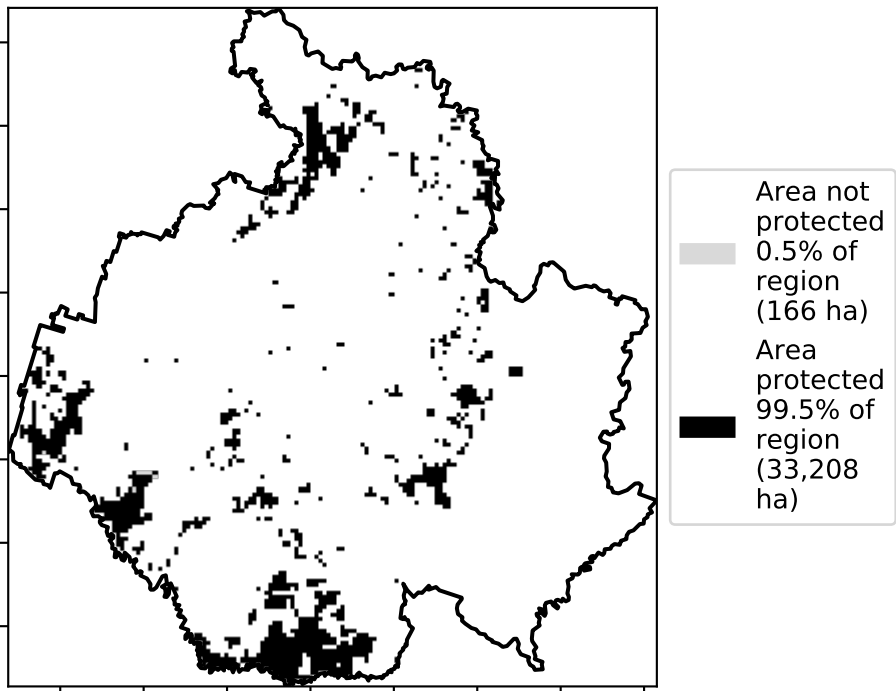 Area not
protected
0.5% of
region
(166 ha)
Area
protected
99.5% of
region
(33,208
ha)